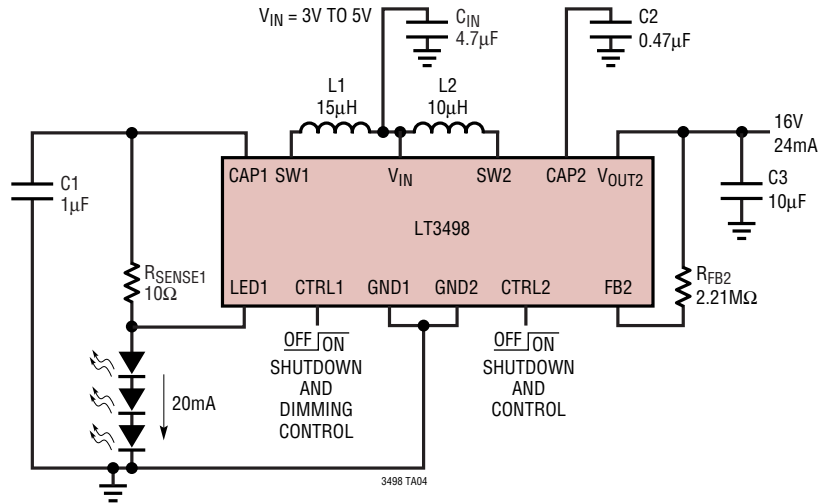 V_IN = 3V TO 5V
C_IN
4.7µF
C2
0.47µF
L1
15µH
L2
10µH
16V
24mA
C1
1µF
CAP1
SW1
V_IN
SW2
CAP2
V_OUT2
C3
10µF
LT3498
R_SENSE1
10Ω
LED1
CTRL1
GND1
GND2
CTRL2
FB2
R_FB2
2.21MΩ
OFF ON
SHUTDOWN
AND
DIMMING
CONTROL
OFF ON
SHUTDOWN
AND
CONTROL
20mA
3498 TA04